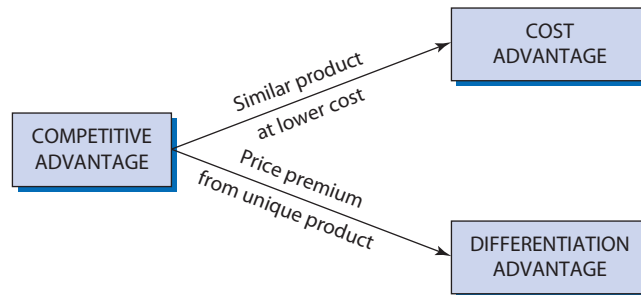 COST
ADVANTAGE
Similar product
at lower cost
COMPETITIVE
ADVANTAGE
Price premium
from unique product
DIFFERENTIATION
ADVANTAGE